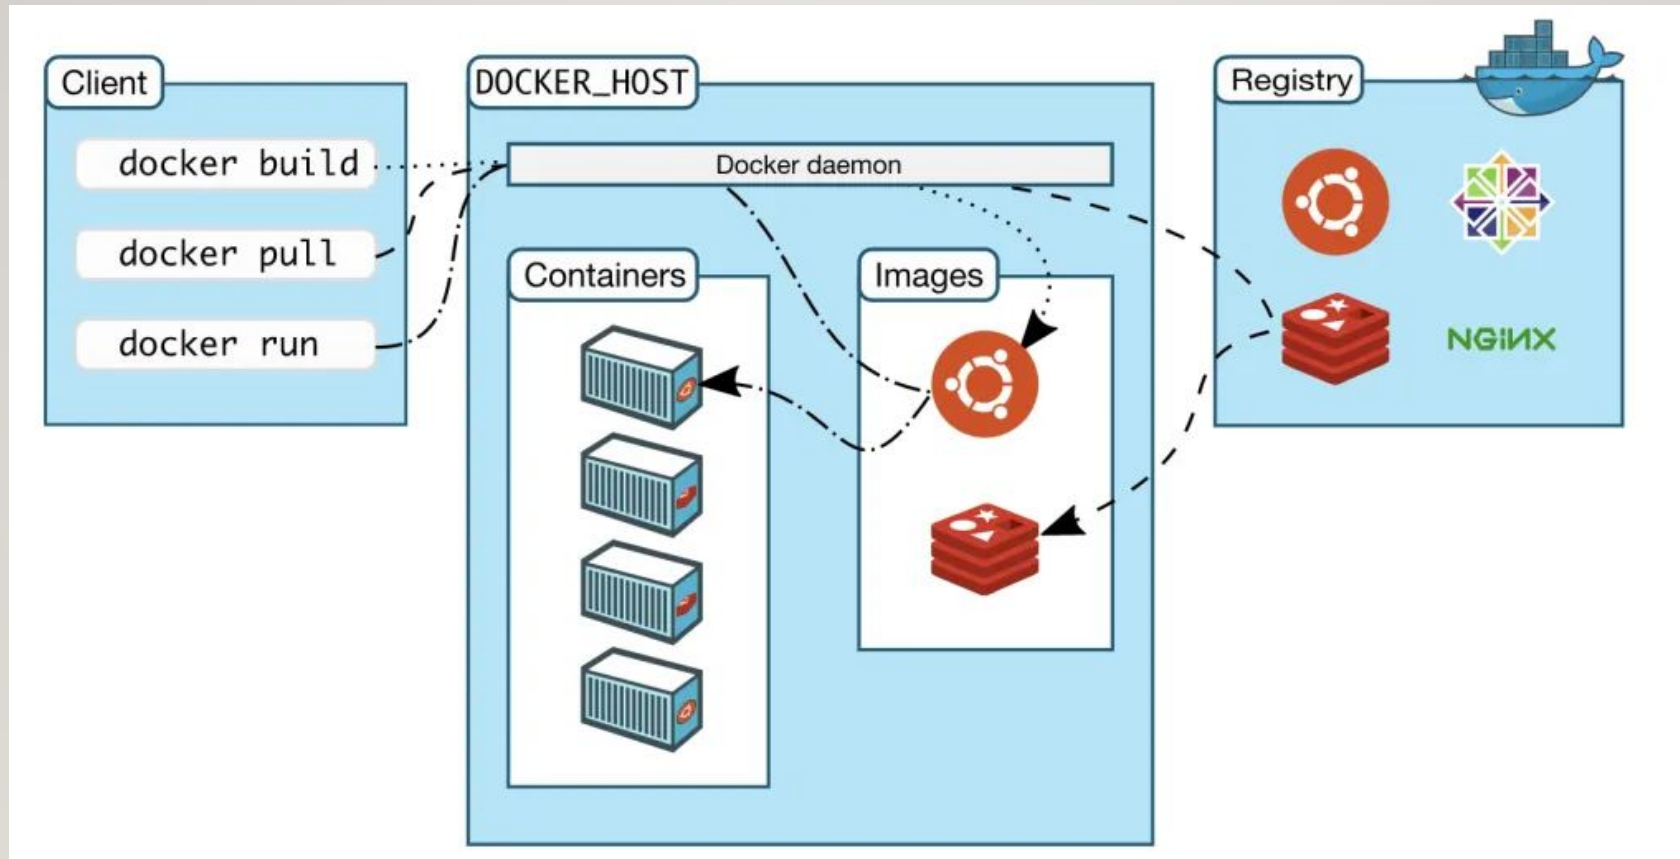 Client
docker build
docker pull
docker run
DOCKER_HOST
Docker daemon
Containers
Images
Registry
NGiNX